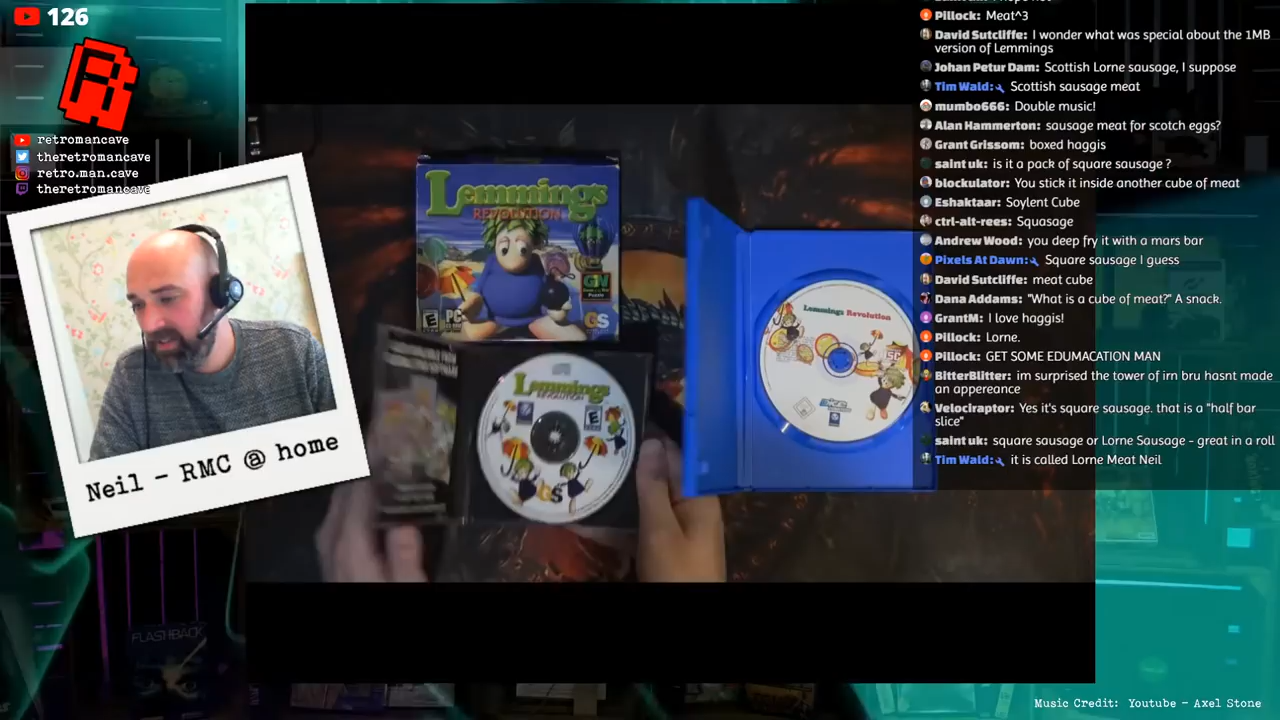 126
retromancave
theretromancave
retro.man.cave
theretromancave
Neil - RMC @ home
Lemmings
REVOLUTION
PC
E
GS
Lemmings
REVOLUTION
E
GS
Lemmings Revolution
FLASHBACK
Pillock: Meat^3
David Sutcliffe: I wonder what was special about the 1MB
version of Lemmings
Johan Petur Dam: Scottish Lorne sausage, I suppose
Tim Wald: Scottish sausage meat
mumbo666: Double music!
Alan Hammerton: sausage meat for scotch eggs?
Grant Grissom: boxed haggis
saint uk: is it a pack of square sausage ?
blockulator: You stick it inside another cube of meat
Eshaktaar: Soylent Cube
ctrl-alt-rees: Squasage
Andrew Wood: you deep fry it with a mars bar
Pixels At Dawn: Square sausage I guess
David Sutcliffe: meat cube
Dana Addams: "What is a cube of meat?" A snack.
GrantM: I love haggis!
Pillock: Lorne.
Pillock: GET SOME EDUMACATION MAN
BitterBlitter: im surprised the tower of irn bru hasnt made
an appereance
Velociraptor: Yes it's square sausage. that is a "half bar
slice"
saint uk: square sausage or Lorne Sausage - great in a roll
Tim Wald: it is called Lorne Meat Neil
Music Credit: Youtube - Axel Stone